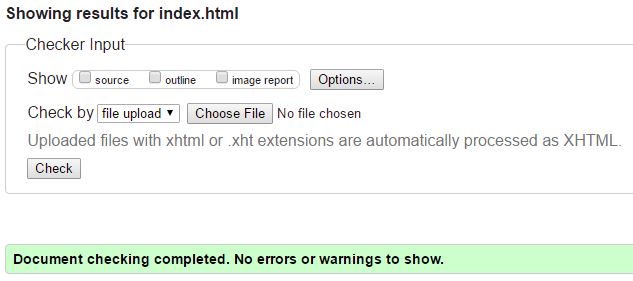 Showing results for index.html
Checker Input
Show source outline image report Options...
Check by file upload Choose File No file chosen
Uploaded files with xhtml or .xht extensions are automatically processed as XHTML.
Check
Document checking completed. No errors or warnings to show.